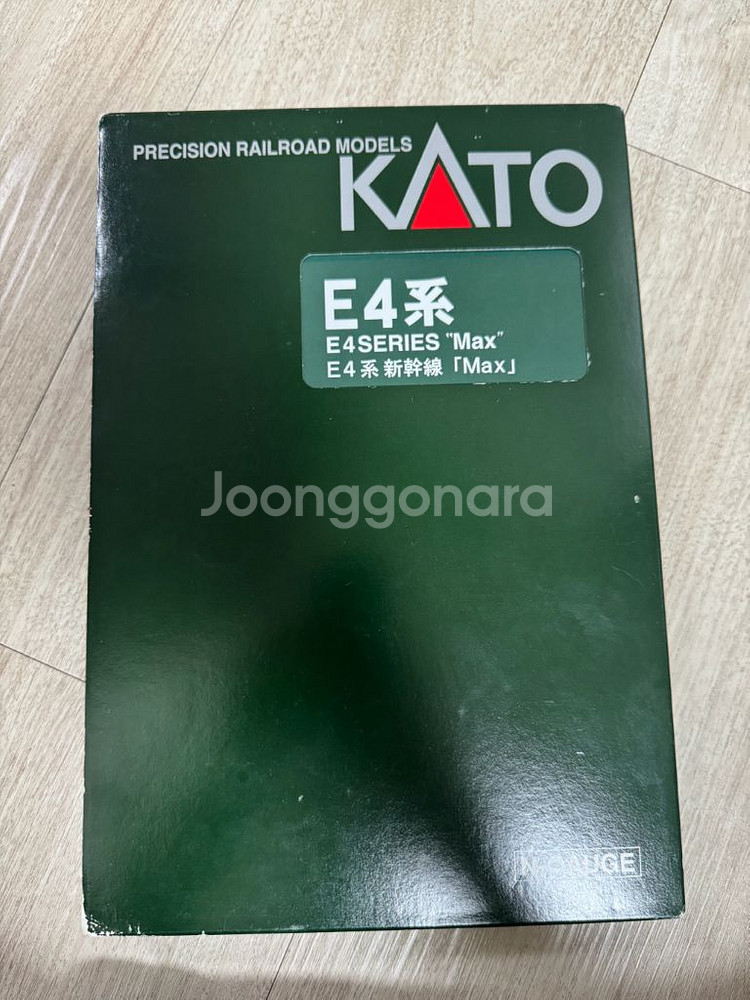 PRECISION RAILROAD MODELS
KATO
E4系
E4SERIES "Max"
E4系 新幹線「Max」
Joonggonara
N-GAUGE